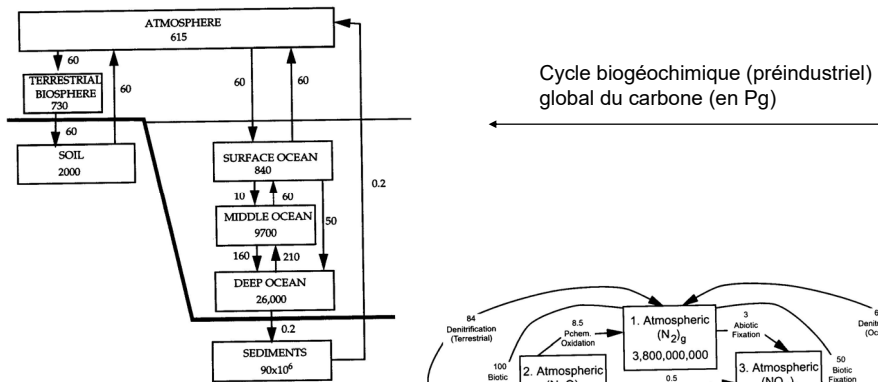 ATMOSPHERE
615
60
TERRESTRIAL
BIOSPHERE
730
60
60
60
60
SOIL
2000
SURFACE OCEAN
840
0.2
10
60
50
MIDDLE OCEAN
9700
160
210
DEEP OCEAN
26,000
0.2
SEDIMENTS
90x10⁶
Cycle biogéochimique (préindustriel)
global du carbone (en Pg)
84
Denitrification
(Terrestrial)
8.5
Pchem.
Oxidation
1. Atmospheric
(N₂)g
3,800,000,000
3
Abiotic
Fixation
100
Biotic
2. Atmospheric
0.5
3. Atmospheric
50
Biotic
Fixation